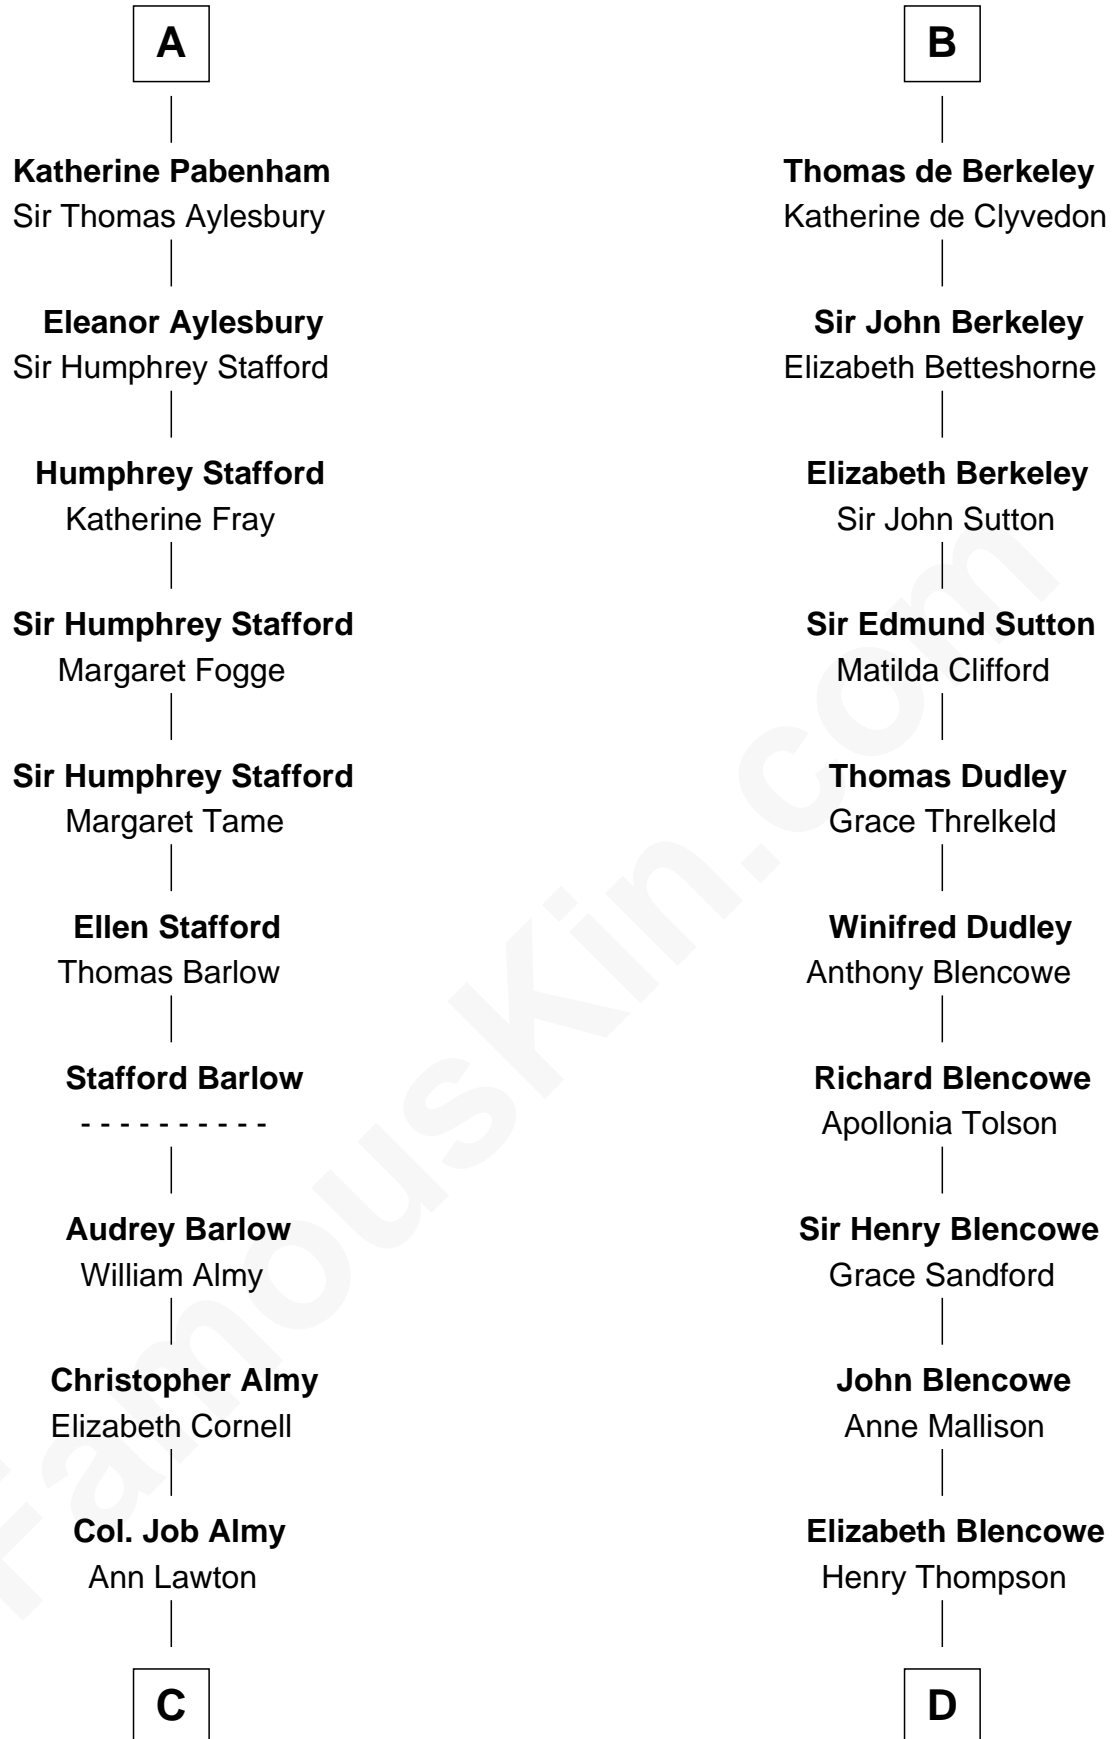 A
Katherine Pabenham
Sir Thomas Aylesbury
Eleanor Aylesbury
Sir Humphrey Stafford
Humphrey Stafford
Katherine Fray
Sir Humphrey Stafford
Margaret Fogge
Sir Humphrey Stafford
Margaret Tame
Ellen Stafford
Thomas Barlow
Stafford Barlow
- - - - - - - - - -
Audrey Barlow
William Almy
Christopher Almy
Elizabeth Cornell
Col. Job Almy
Ann Lawton
C
B
Thomas de Berkeley
Katherine de Clyvedon
Sir John Berkeley
Elizabeth Betteshorne
Elizabeth Berkeley
Sir John Sutton
Sir Edmund Sutton
Matilda Clifford
Thomas Dudley
Grace Threlkeld
Winifred Dudley
Anthony Blencowe
Richard Blencowe
Apollonia Tolson
Sir Henry Blencowe
Grace Sandford
John Blencowe
Anne Mallison
Elizabeth Blencowe
Henry Thompson
D
FamousKin.com